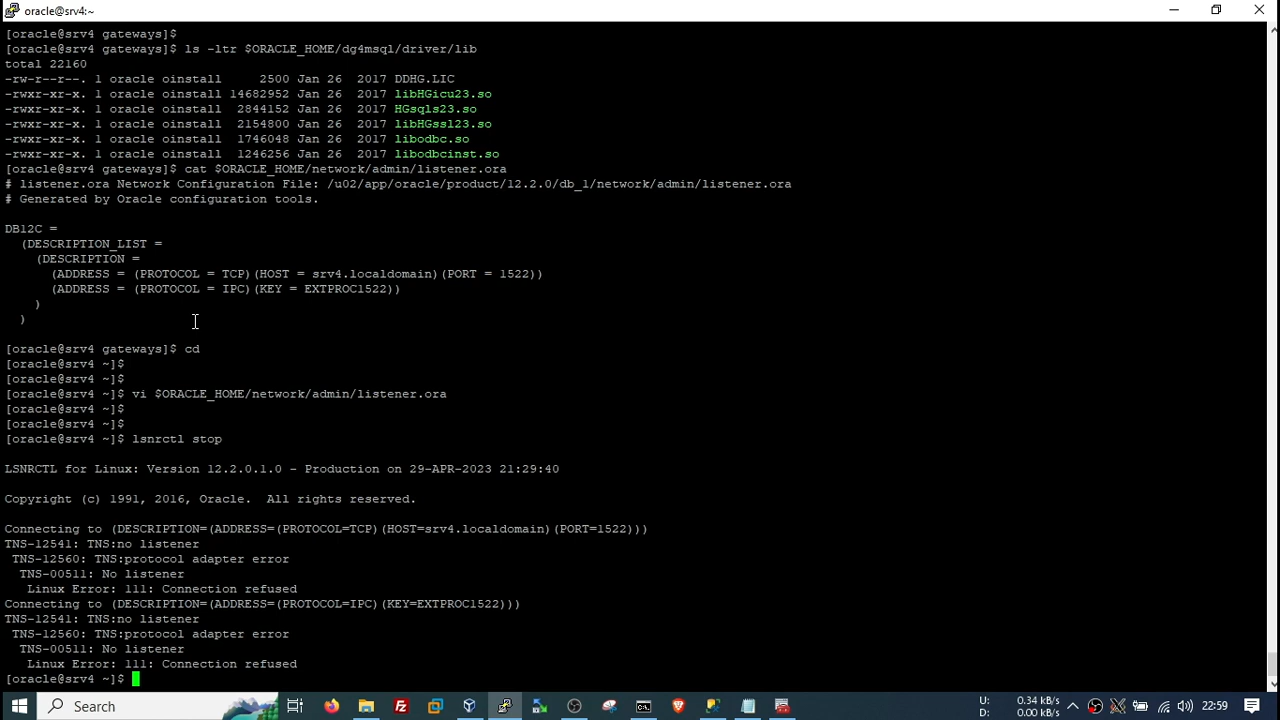 oracle@srv4:~
[oracle@srv4 gateways]$
[oracle@srv4 gateways]$ ls -ltr $ORACLE_HOME/dg4msql/driver/lib
total 22160
-rw-r--r--. 1 oracle oinstall     2500 Jan 26  2017 DDHG.LIC
-rwxr-xr-x. 1 oracle oinstall 14682952 Jan 26  2017 libHGicu23.so
-rwxr-xr-x. 1 oracle oinstall  2844152 Jan 26  2017 HGsqls23.so
-rwxr-xr-x. 1 oracle oinstall  2154800 Jan 26  2017 libHGssl23.so
-rwxr-xr-x. 1 oracle oinstall  1746048 Jan 26  2017 libodbc.so
-rwxr-xr-x. 1 oracle oinstall  1246256 Jan 26  2017 libodbcinst.so
[oracle@srv4 gateways]$ cat $ORACLE_HOME/network/admin/listener.ora
# listener.ora Network Configuration File: /u02/app/oracle/product/12.2.0/db_1/network/admin/listener.ora
# Generated by Oracle configuration tools.
DB12C =
  (DESCRIPTION_LIST =
    (DESCRIPTION =
      (ADDRESS = (PROTOCOL = TCP)(HOST = srv4.localdomain)(PORT = 1522))
      (ADDRESS = (PROTOCOL = IPC)(KEY = EXTPROC1522))
    )
  )
[oracle@srv4 gateways]$ cd
[oracle@srv4 ~]$
[oracle@srv4 ~]$
[oracle@srv4 ~]$ vi $ORACLE_HOME/network/admin/listener.ora
[oracle@srv4 ~]$
[oracle@srv4 ~]$
[oracle@srv4 ~]$ lsnrctl stop
LSNRCTL for Linux: Version 12.2.0.1.0 - Production on 29-APR-2023 21:29:40
Copyright (c) 1991, 2016, Oracle.  All rights reserved.
Connecting to (DESCRIPTION=(ADDRESS=(PROTOCOL=TCP)(HOST=srv4.localdomain)(PORT=1522)))
TNS-12541: TNS:no listener
 TNS-12560: TNS:protocol adapter error
  TNS-00511: No listener
   Linux Error: 111: Connection refused
Connecting to (DESCRIPTION=(ADDRESS=(PROTOCOL=IPC)(KEY=EXTPROC1522)))
TNS-12541: TNS:no listener
 TNS-12560: TNS:protocol adapter error
  TNS-00511: No listener
   Linux Error: 111: Connection refused
[oracle@srv4 ~]$
Search
U: 0.34 kB/s
D: 0.00 kB/s
22:59